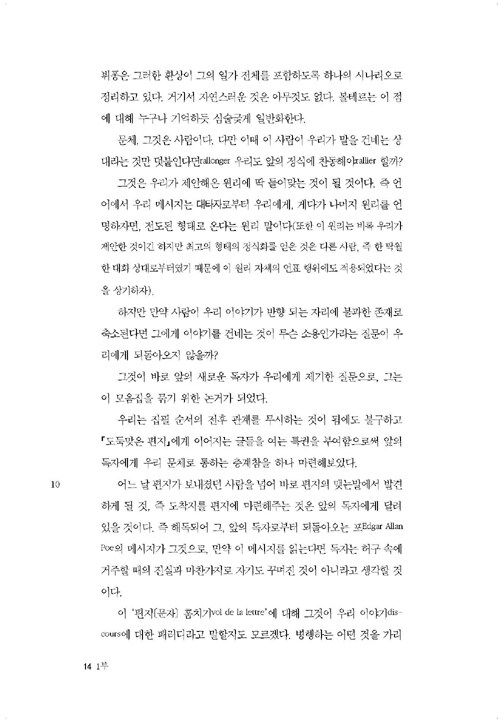 뷔퐁은 그러한 환상이 그의 일가 전체를 포함하도록 하나의 시나리오로
정리하고 있다. 거기서 자연스러운 것은 아무것도 없다. 볼테르는 이 점
에 대해 누구나 기억하듯 심술궂게 일반화한다.
문체, 그것은 사람이다. 다만 이때 이 사람이 우리가 말을 건네는 상
대라는 것만 덧붙인다면rallonger 우리도 앞의 정식에 찬동해야rallier 할까?
그것은 우리가 제안해온 원리에 딱 들어맞는 것이 될 것이다. 즉 언
어에서 우리 메시지는 대타자로부터 우리에게, 게다가 나머지 원리를 언
명하자면, 전도된 형태로 온다는 원리 말이다(또한 이 원리는 비록 우리가
제안한 것이긴 하지만 최고의 형태의 정식화를 얻은 것은 다른 사람, 즉 한 탁월
한 대화 상대로부터였기 때문에 이 원리 자체의 언표 행위에도 적용되었다는 것
을 상기하자).
하지만 만약 사람이 우리 이야기가 반향 되는 자리에 불과한 존재로
축소된다면 그에게 이야기를 건네는 것이 무슨 소용인가라는 질문이 우
리에게 되돌아오지 않을까?
그것이 바로 앞의 새로운 독자가 우리에게 제기한 질문으로, 그는
이 모음집을 묶기 위한 논거가 되었다.
우리는 집필 순서의 전후 관계를 무시하는 것이 됨에도 불구하고
『도둑맞은 편지』에게 이어지는 글들을 여는 특권을 부여함으로써 앞의
독자에게 우리 문체로 통하는 층계참을 하나 마련해보았다.
10 어느 날 편지가 보내졌던 사람을 넘어 바로 편지의 맺는말에서 발견
하게 될 것, 즉 도착지를 편지에 마련해주는 것은 앞의 독자에게 달려
있을 것이다. 즉 해독되어 그, 앞의 독자로부터 되돌아오는 포Edgar Allan
Poe의 메시지가 그것으로, 만약 이 메시지를 읽는다면 독자는 허구 속에
거주할 때의 진실과 마찬가지로 자기도 꾸며진 것이 아니라고 생각할 것
이다.
이 '편지[문자] 훔치기vol de la lettre'에 대해 그것이 우리 이야기dis-
cours에 대한 패러디라고 말할지도 모르겠다. 병행하는 어떤 것을 가리
14 1부